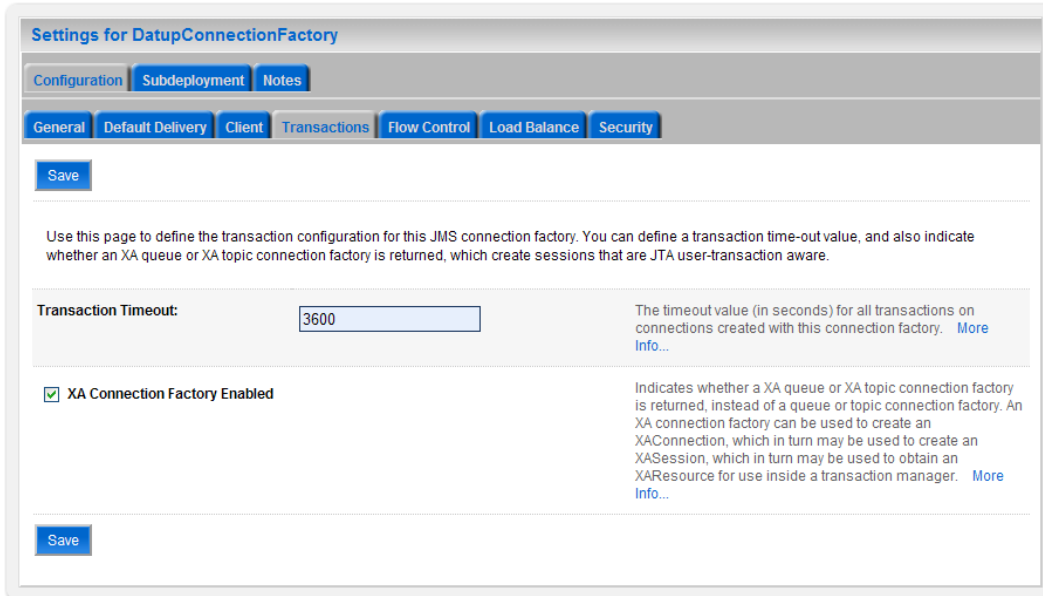 Settings for DatupConnectionFactory
Configuration Subdeployment Notes
General Default Delivery Client Transactions Flow Control Load Balance Security
Save
Use this page to define the transaction configuration for this JMS connection factory. You can define a transaction time-out value, and also indicate
whether an XA queue or XA topic connection factory is returned, which create sessions that are JTA user-transaction aware.
Transaction Timeout:
3600
The timeout value (in seconds) for all transactions on
connections created with this connection factory. More
Info...
XA Connection Factory Enabled
Indicates whether a XA queue or XA topic connection factory
is returned, instead of a queue or topic connection factory. An
XA connection factory can be used to create an
XAConnection, which in turn may be used to create an
XASession, which in turn may be used to obtain an
XAResource for use inside a transaction manager. More
Info...
Save